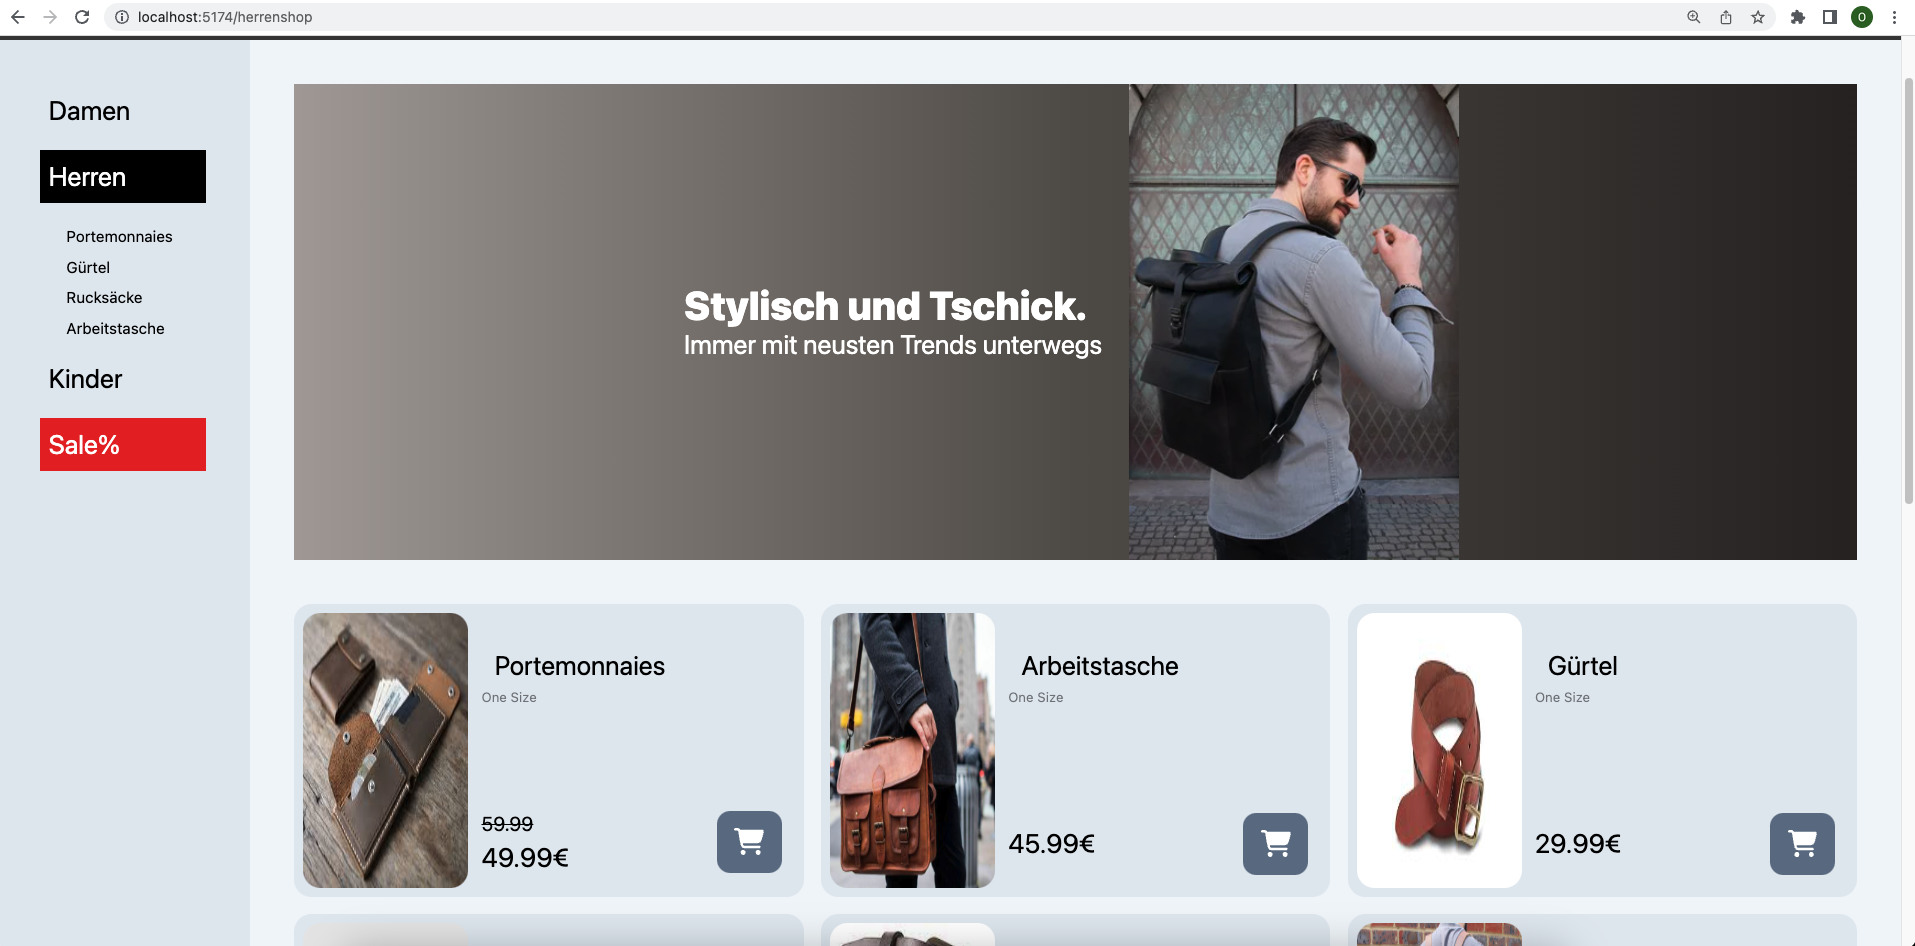 localhost:5174/herrenshop
O
Damen
Herren
Portemonnaies
Gürtel
Rucksäcke
Arbeitstasche
Kinder
Sale%
Stylisch und Tschick.
Immer mit neusten Trends unterwegs
Portemonnaies
One Size
59.99
49.99€
Arbeitstasche
One Size
45.99€
Gürtel
One Size
29.99€